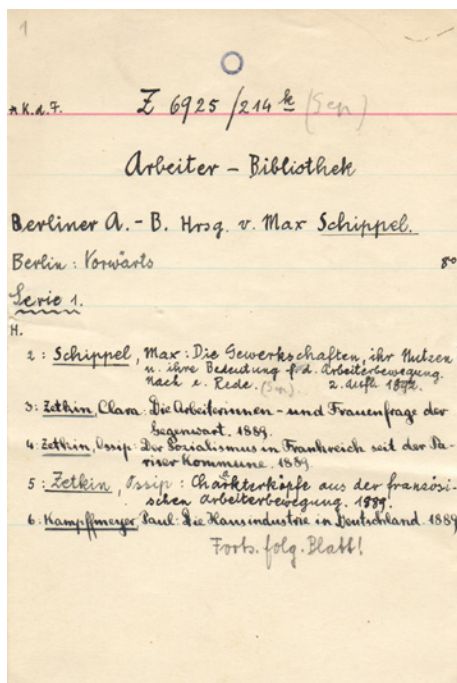 1
* K.d.F. Z 6925/214 k (Sep)
Arbeiter - Bibliothek
Berliner A. - B. Hrsg. v. Max Schippel.
Berlin: Vorwärts 8°
Serie 1.
H.
2: Schippel, Max: Die Gewerkschaften, ihr Nutzen
u. ihre Bedeutung f. d. Arbeiterbewegung.
Nach e. Rede. (Sep.) 2. Aufl. 1892.
3: Zetkin, Clara: Die Arbeiterinnen- und Frauenfrage der
Gegenwart. 1889.
4: Zetkin, Ossip: Der Sozialismus in Frankreich seit der Pa-
riser Kommune. 1889.
5: Zetkin, Ossip: Charkterköpfe aus der französi-
schen Arbeiterbewegung. 1889.
6: Kampffmeyer, Paul: Die Hausindustrie in Deutschland. 1889
Forts. folg. Blatt!